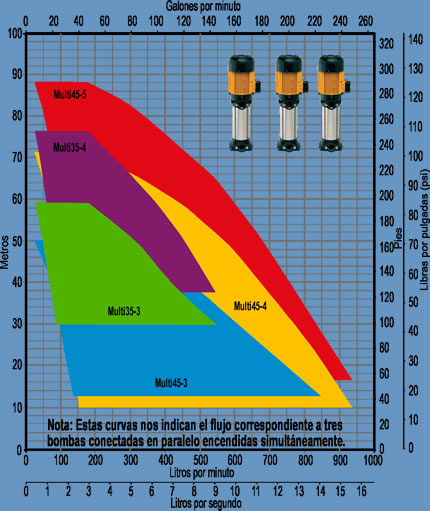 Galones por minuto
0 20 40 60 80 100 120 140 160 180 200 220 240 260
Metros
100
90
80
70
60
50
40
30
20
10
0
Multi45-5
Multi35-4
Multi45-4
Multi35-3
Multi45-3
Pies
320
300
280
260
240
220
200
180
160
140
120
100
80
60
40
20
0
Libras por pulgadas (psi)
140
130
120
110
100
90
80
70
60
50
40
30
20
10
0
Nota: Estas curvas nos indican el flujo correspondiente a tres
bombas conectadas en paralelo encendidas simultáneamente.
0 100 200 300 400 500 600 700 800 900 1000
Litros por minuto
0 1 2 3 4 5 6 7 8 9 10 11 12 13 14 15 16
Litros por segundo